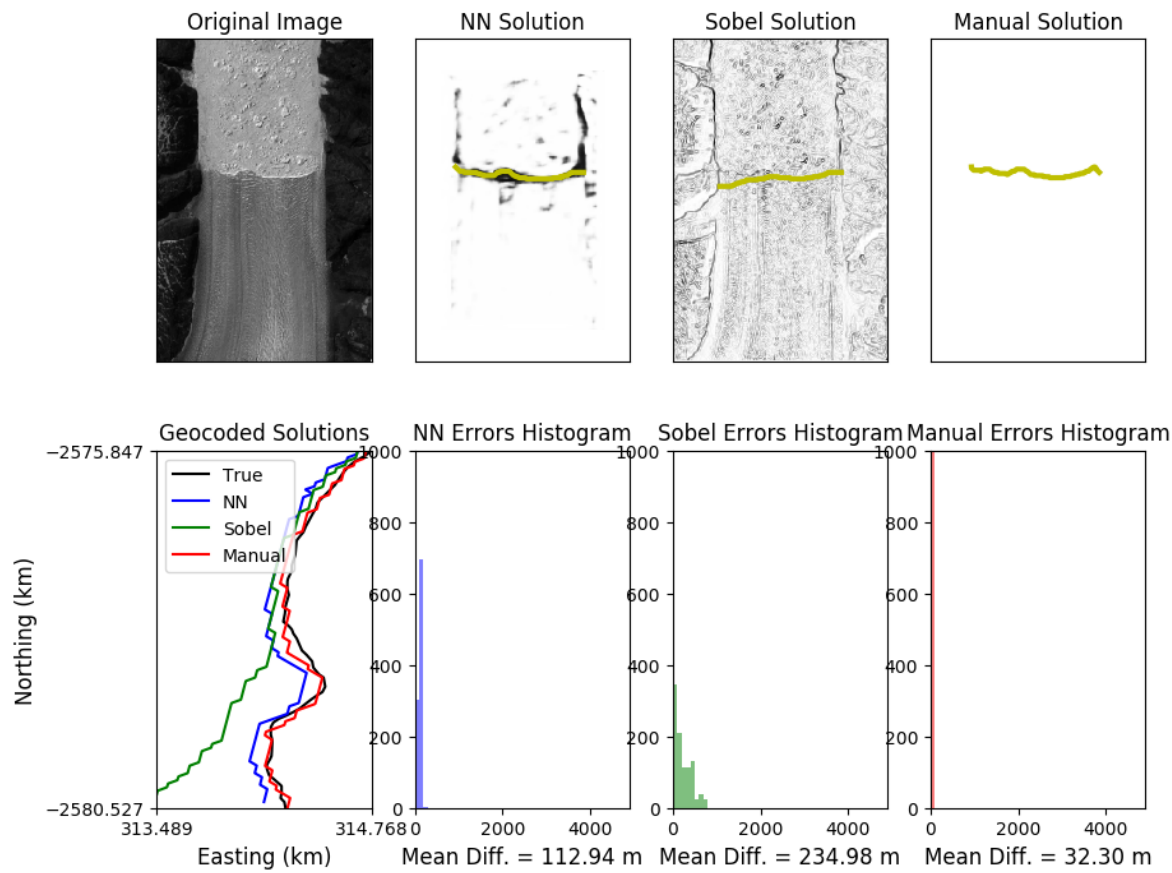 Original Image
NN Solution
Sobel Solution
Manual Solution
Geocoded Solutions
NN Errors Histogram
Sobel Errors Histogram
Manual Errors Histogram
−2575.847
−2580.527
Northing (km)
True
NN
Sobel
Manual
313.489
314.768
Easting (km)
1000
800
600
400
200
0
0
2000
4000
Mean Diff. = 112.94 m
1000
800
600
400
200
0
0
2000
4000
Mean Diff. = 234.98 m
1000
800
600
400
200
0
0
2000
4000
Mean Diff. = 32.30 m